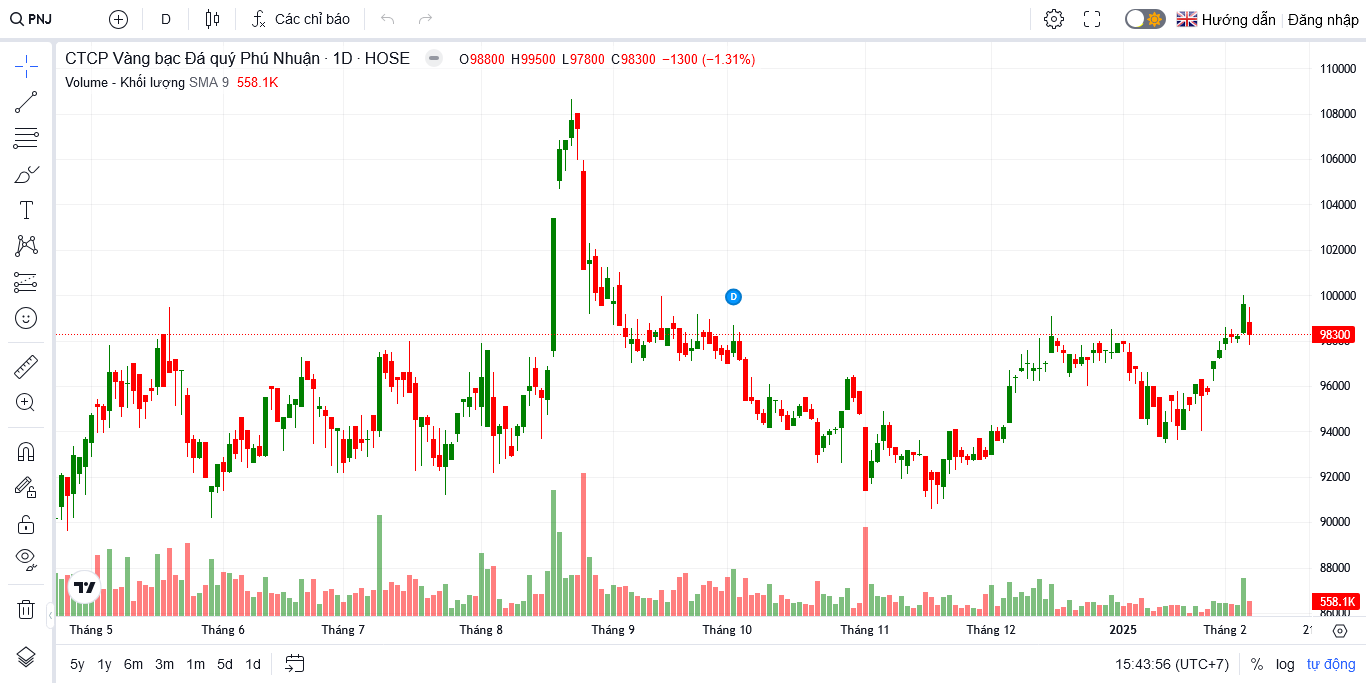 PNJ D Các chỉ báo Hướng dẫn Đăng nhập
CTCP Vàng bạc Đá quý Phú Nhuận · 1D · HOSE O98800 H99500 L97800 C98300 −1300 (−1.31%)
Volume - Khối lượng SMA 9 558.1K
110000
108000
106000
104000
102000
D
100000
98300
98000
96000
94000
92000
90000
88000
558.1K
86000
Tháng 5 Tháng 6 Tháng 7 Tháng 8 Tháng 9 Tháng 10 Tháng 11 Tháng 12 2025 Tháng 2 21
5y 1y 6m 3m 1m 5d 1d 15:43:56 (UTC+7) % log tự động